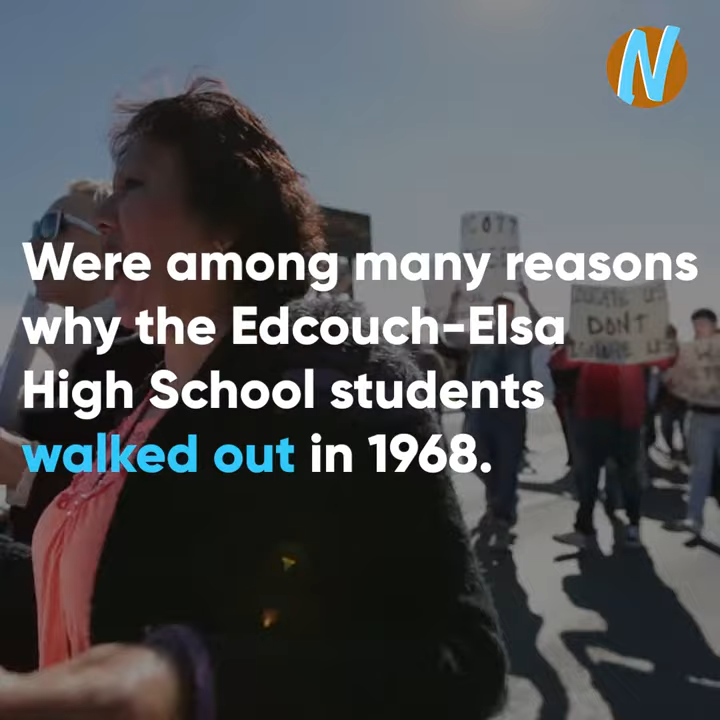 N
Were among many reasons
why the Edcouch-Elsa
High School students
walked out in 1968.
DON'T